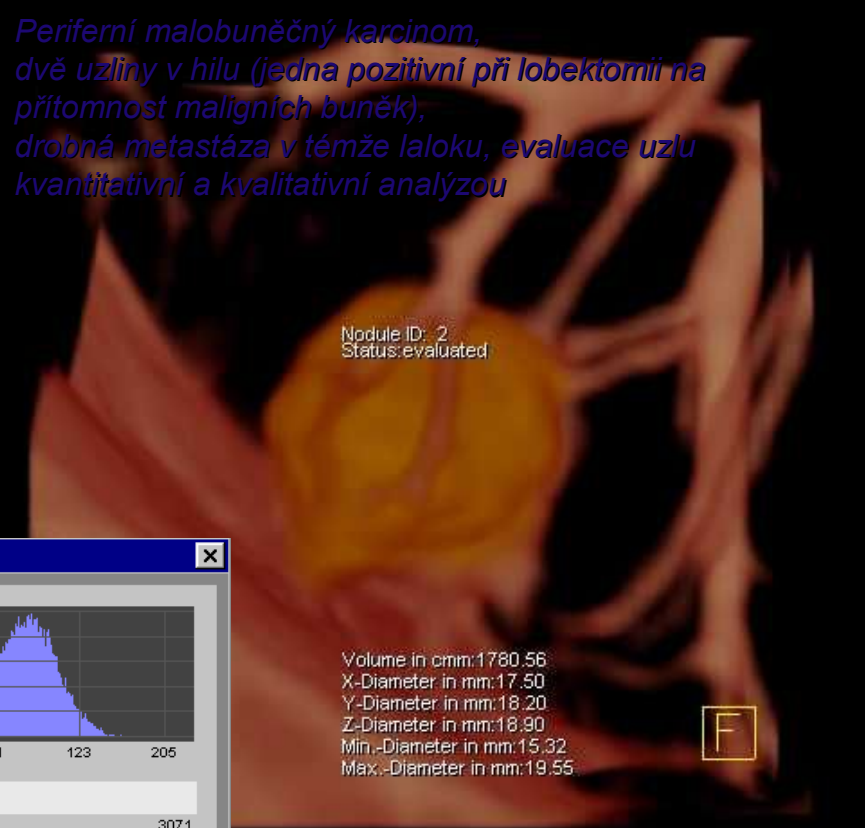 Periferní malobuněčný karcinom,
dvě uzliny v hilu (jedna pozitivní při lobektomii na
přítomnost maligních buněk),
drobná metastáza v témže laloku, evaluace uzlu
kvantitativní a kvalitativní analýzou
Nodule ID: 2
Status:evaluated
Volume in cmm:1780.56
X-Diameter in mm:17.50
Y-Diameter in mm:18.20
Z-Diameter in mm:18.90
Min.-Diameter in mm:15.32
Max.-Diameter in mm:19.55
F
123 205
3071